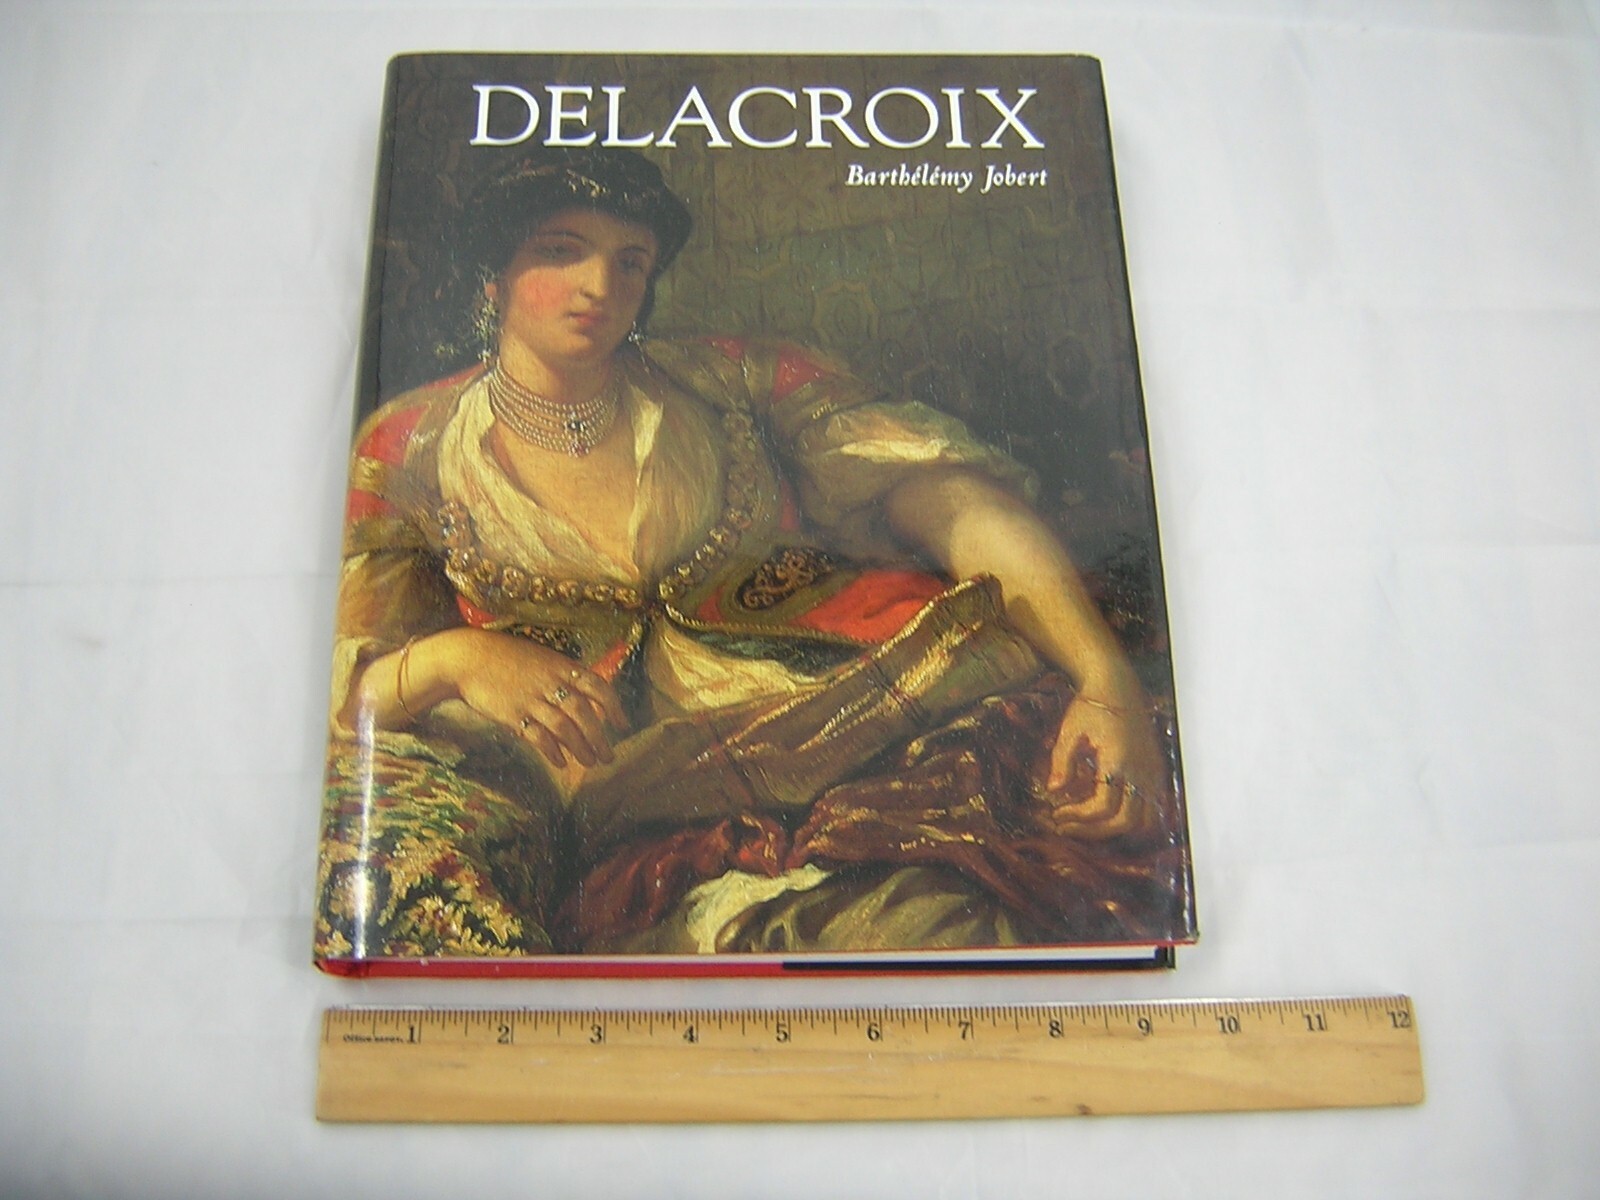 DELACROIX
Barthélémy Jobert
1 2 3 4 5 6 7 8 9 10 11 12